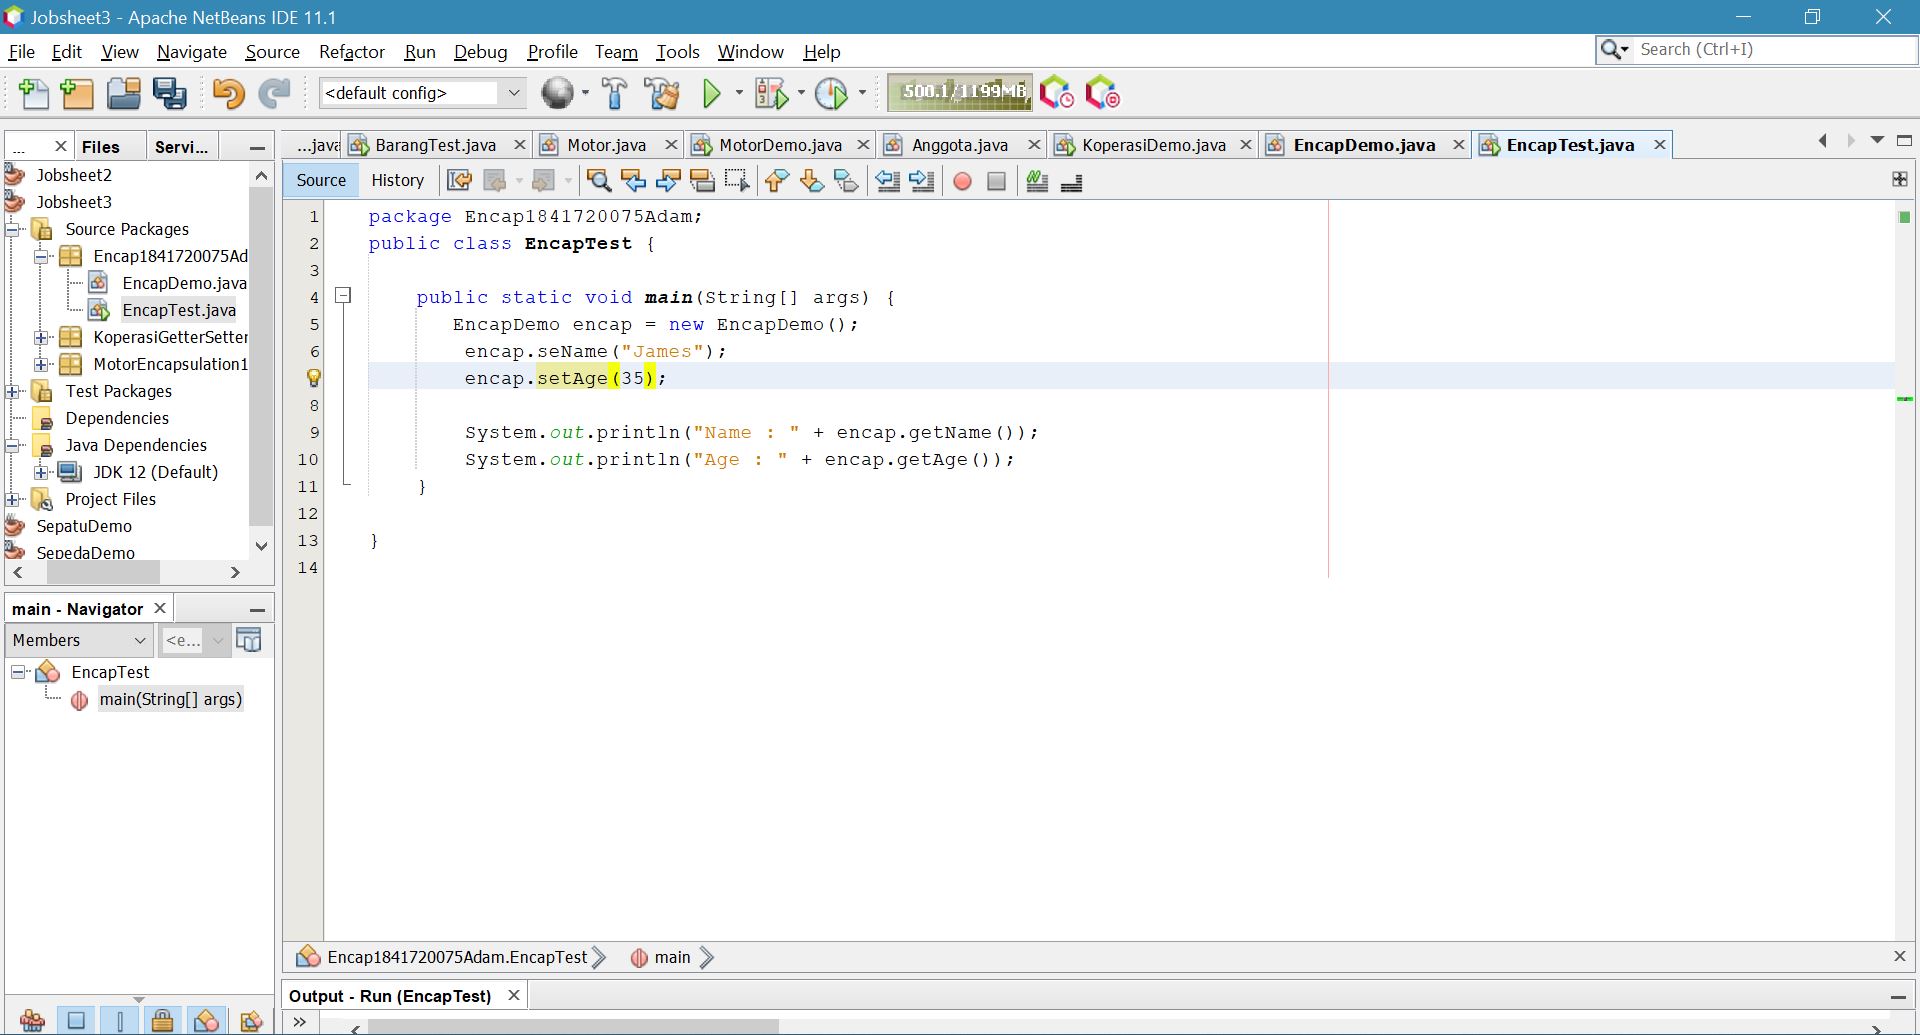 Jobsheet3 - Apache NetBeans IDE 11.1
File Edit View Navigate Source Refactor Run Debug Profile Team Tools Window Help
Search (Ctrl+I)
<default config>
500.1/1199MB
... Files Servi...
...java BarangTest.java Motor.java MotorDemo.java Anggota.java KoperasiDemo.java EncapDemo.java EncapTest.java
Source History
Jobsheet2
Jobsheet3
Source Packages
Encap1841720075Ad
EncapDemo.java
EncapTest.java
KoperasiGetterSetter
MotorEncapsulation1
Test Packages
Dependencies
Java Dependencies
JDK 12 (Default)
Project Files
SepatuDemo
SepedaDemo
main - Navigator
Members <e...
EncapTest
main(String[] args)
1 package Encap1841720075Adam;
2 public class EncapTest {
3
4 public static void main(String[] args) {
5 EncapDemo encap = new EncapDemo();
6 encap.seName("James");
encap.setAge(35);
8
9 System.out.println("Name : " + encap.getName());
10 System.out.println("Age : " + encap.getAge());
11 }
12
13 }
14
Encap1841720075Adam.EncapTest main
Output - Run (EncapTest)